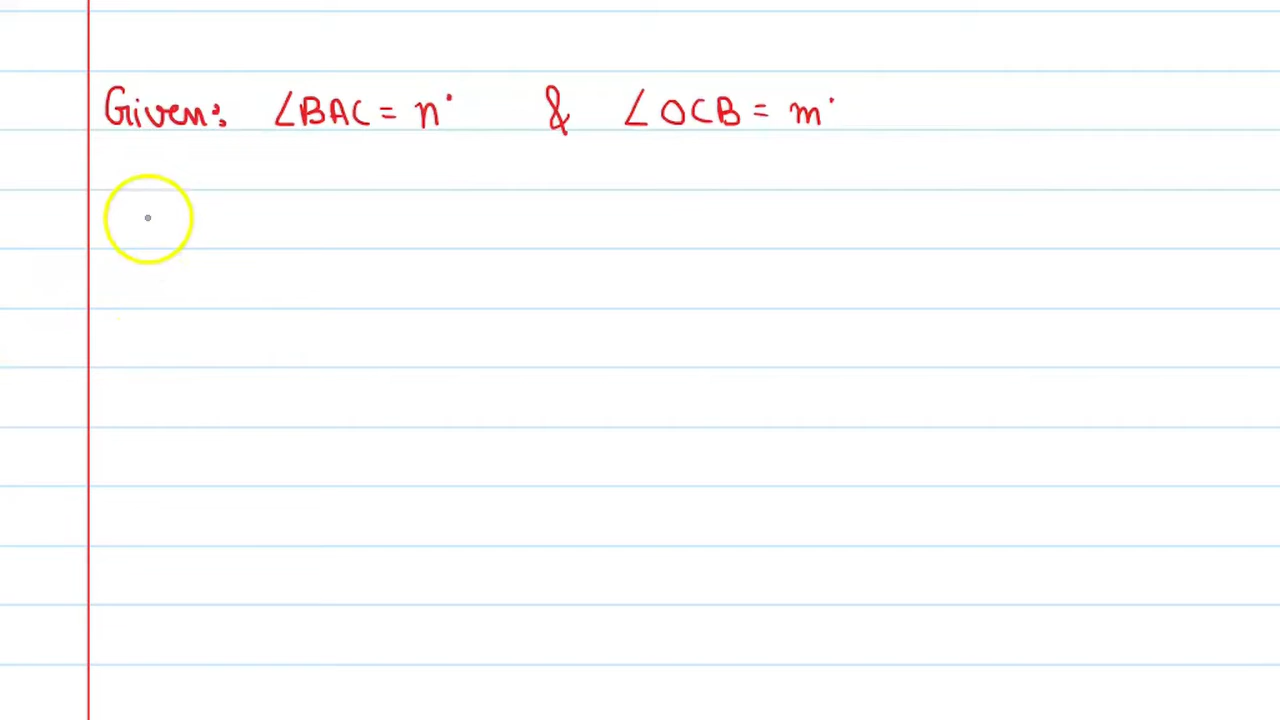 Given: ∠BAC = n° & ∠OCB = m°